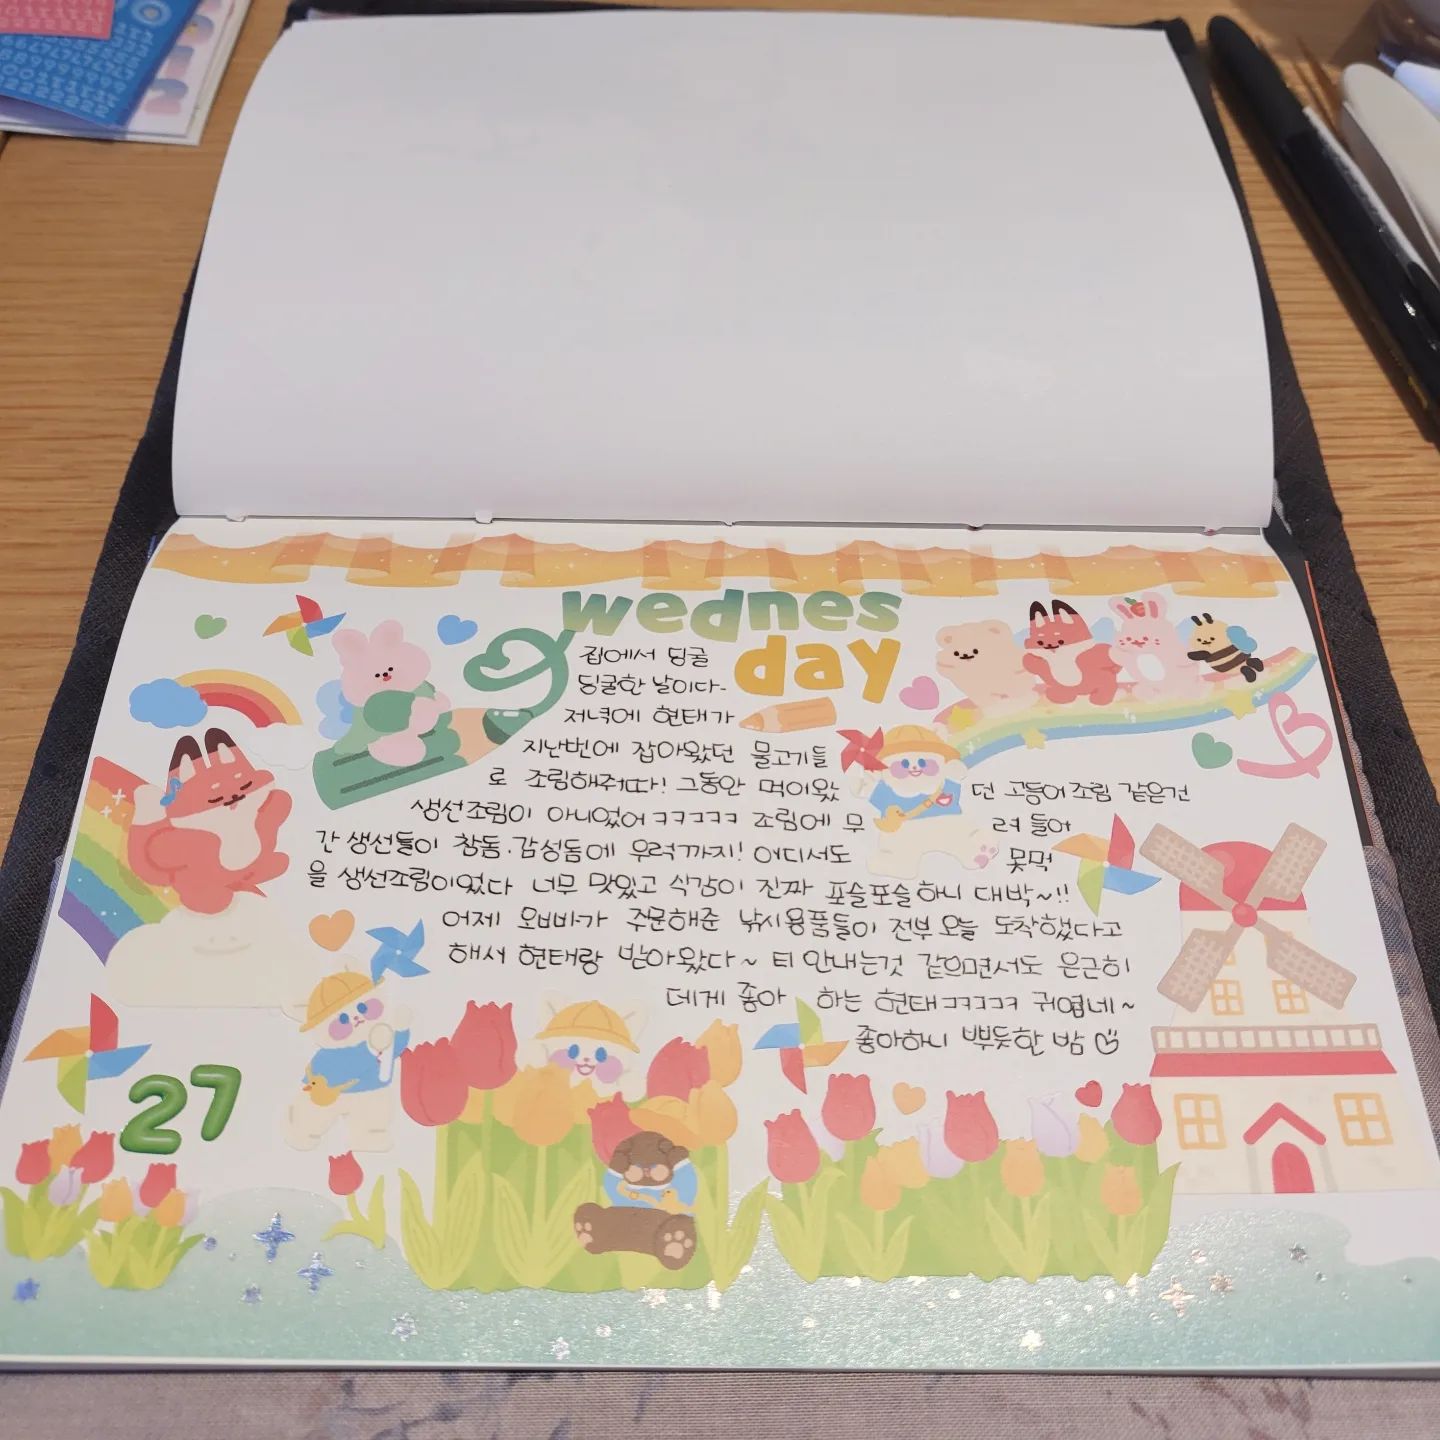 wednes
day
집에서 딩굴
딩굴한 날이다-
저녁에 현태가
지난번에 잡아왔던 물고기들
로 조림해줘따! 그동안 먹이왔던 고등어조림 같은건
생선조림이 아니었어ㅋㅋㅋㅋㅋ 조림에 무려 들어
간 생선들이 참돔.감성돔에 우럭까지! 어디서도 못먹
을 생선조림이었다 너무 맛있고 식감이 진짜 포슬포슬하니 대박~!!
어제 오빠가 주문해준 낚시용품들이 전부 오늘 도착했다고
해서 현태랑 받아왔다~ 티 안내는것 같으면서도 은근히
데게 좋아 하는 현태ㅋㅋㅋㅋ 귀엽네~
좋아하니 뿌듯한 밤
27